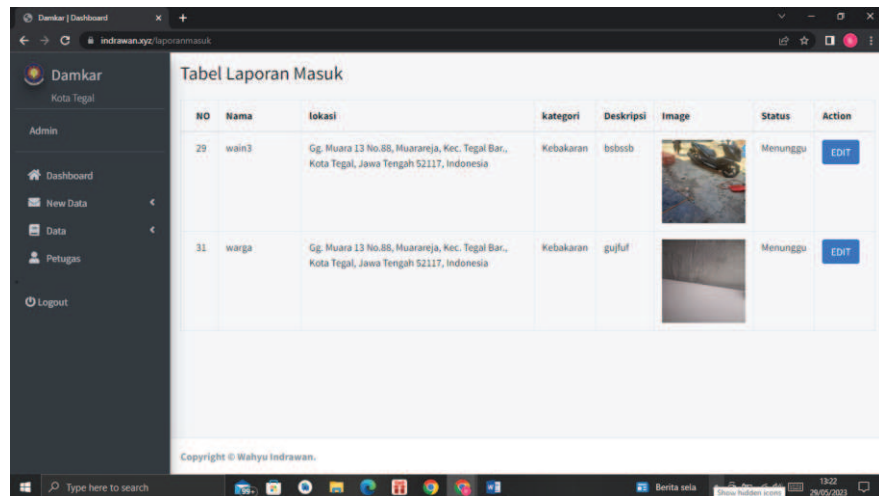 Damkar | Dashboard
indrawan.xyz/laporanmasuk
Damkar
Kota Tegal
Admin
Dashboard
New Data
Data
Petugas
Logout
Tabel Laporan Masuk
NO Nama lokasi kategori Deskripsi Image Status Action
29 wain3 Gg. Muara 13 No.88, Muarareja, Kec. Tegal Bar., Kebakaran bsbssb Menunggu EDIT
Kota Tegal, Jawa Tengah 52117, Indonesia
31 warga Gg. Muara 13 No.88, Muarareja, Kec. Tegal Bar., Kebakaran gujfuf Menunggu EDIT
Kota Tegal, Jawa Tengah 52117, Indonesia
Copyright © Wahyu Indrawan.
Type here to search
Berita sela
Show hidden icons
13:22
29/05/2023